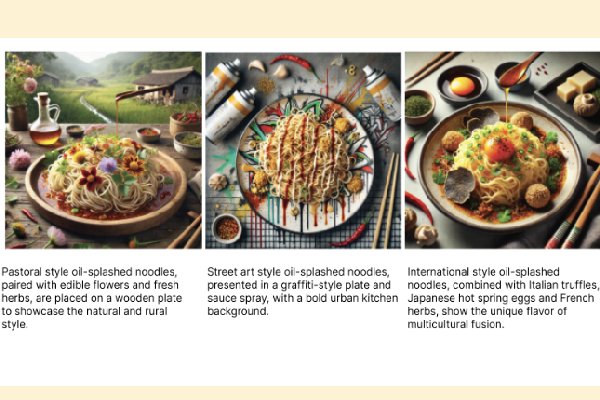 Pastoral style oil-splashed noodles,
paired with edible flowers and fresh
herbs, are placed on a wooden plate
to showcase the natural and rural
style.
Street art style oil-splashed noodles,
presented in a graffiti-style plate and
sauce spray, with a bold urban kitchen
background.
International style oil-splashed
noodles, combined with Italian truffles,
Japanese hot spring eggs and French
herbs, show the unique flavor of
multicultural fusion.